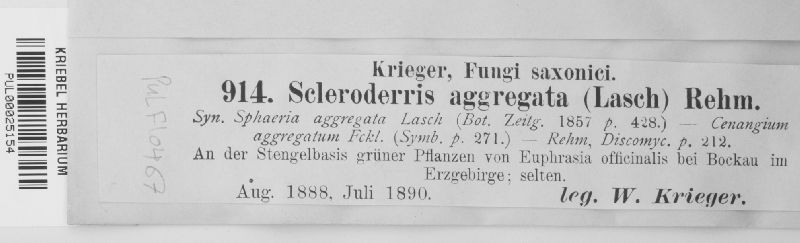 KRIEBEL HERBARIUM
PUL00025154
PULF10467
Krieger, Fungi saxonici.
914. Scleroderris aggregata (Lasch) Rehm.
Syn. Sphaeria aggregata Lasch (Bot. Zeitg. 1857 p. 428.) — Cenangium
aggregatum Fckl. (Symb. p. 271.) — Rehm, Discomyc. p. 212.
An der Stengelbasis grüner Pflanzen von Euphrasia officinalis bei Bockau im
Erzgebirge; selten.
Aug. 1888, Juli 1890.
leg. W. Krieger.